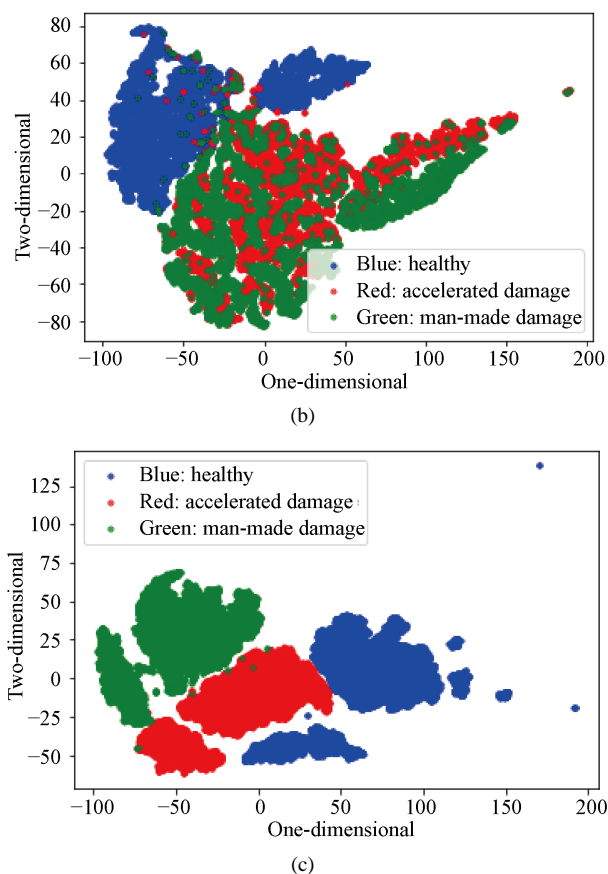 80
60
40
20
0
−20
−40
−60
−80
Two-dimensional
Blue: healthy
Red: accelerated damage
Green: man-made damage
−100 −50 0 50 100 150 200
One-dimensional
(b)
125
100
75
50
25
0
−25
−50
Two-dimensional
Blue: healthy
Red: accelerated damage
Green: man-made damage
−100 −50 0 50 100 150 200
One-dimensional
(c)